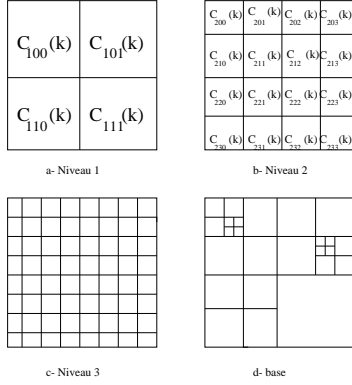 C100(k) C101(k)
C110(k) C111(k)
a- Niveau 1
C200(k) C201(k) C202(k) C203(k)
C210(k) C211(k) C212(k) C213(k)
C220(k) C221(k) C222(k) C223(k)
C230(k) C231(k) C232(k) C233(k)
b- Niveau 2
c- Niveau 3
d- base